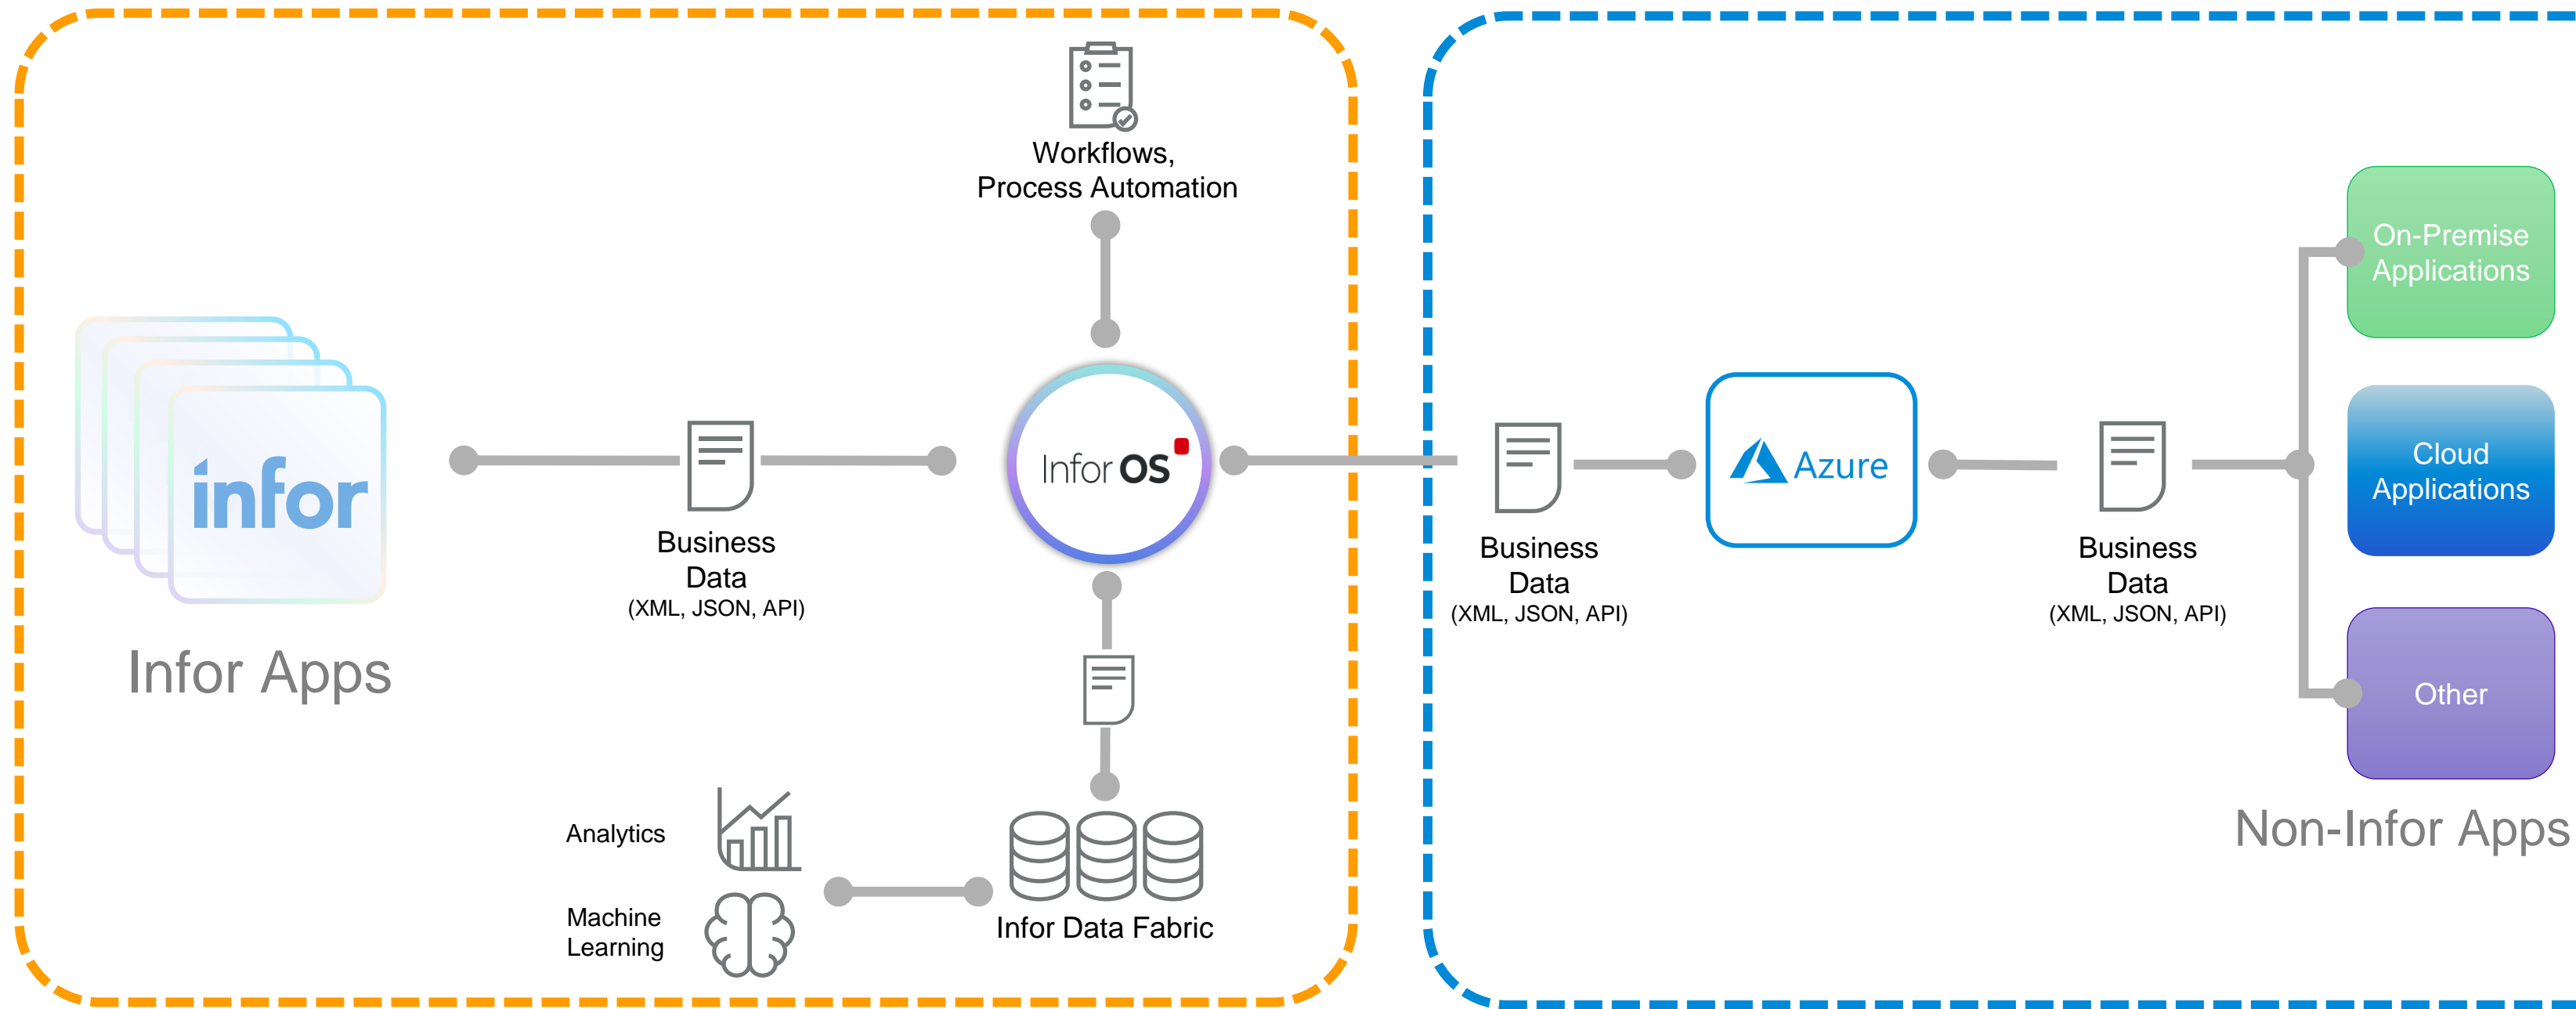 Workflows,
Process Automation
infor
Infor Apps
Business
Data
(XML, JSON, API)
Infor OS
Analytics
Machine
Learning
Infor Data Fabric
Business
Data
(XML, JSON, API)
Azure
Business
Data
(XML, JSON, API)
On-Premise
Applications
Cloud
Applications
Other
Non-Infor Apps